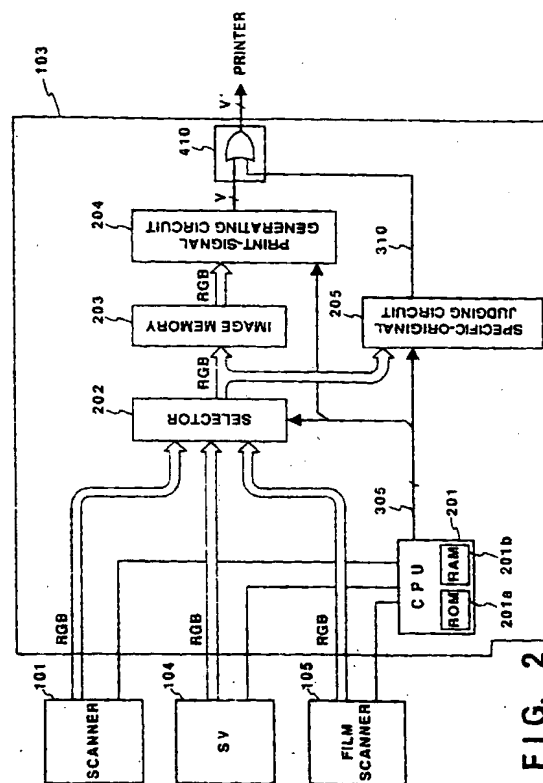 103
101
SCANNER
RGB
104
SV
RGB
105
FILM
SCANNER
RGB
202
SELECTOR
RGB
203
IMAGE MEMORY
RGB
204
PRINT-SIGNAL
GENERATING CIRCUIT
V
410
V'
PRINTER
205
SPECIFIC-ORIGINAL
JUDGING CIRCUIT
310
305
CPU
ROM
RAM
201
201a
201b
FIG. 2